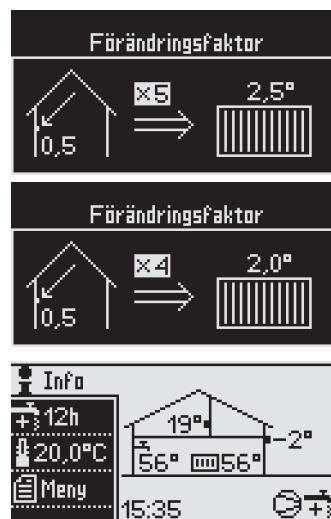 Förändringsfaktor
x5
2,5°
0,5
Förändringsfaktor
x4
2,0°
0,5
Info
12h
20,0°C
Meny
19°
-2°
56° 56°
15:35